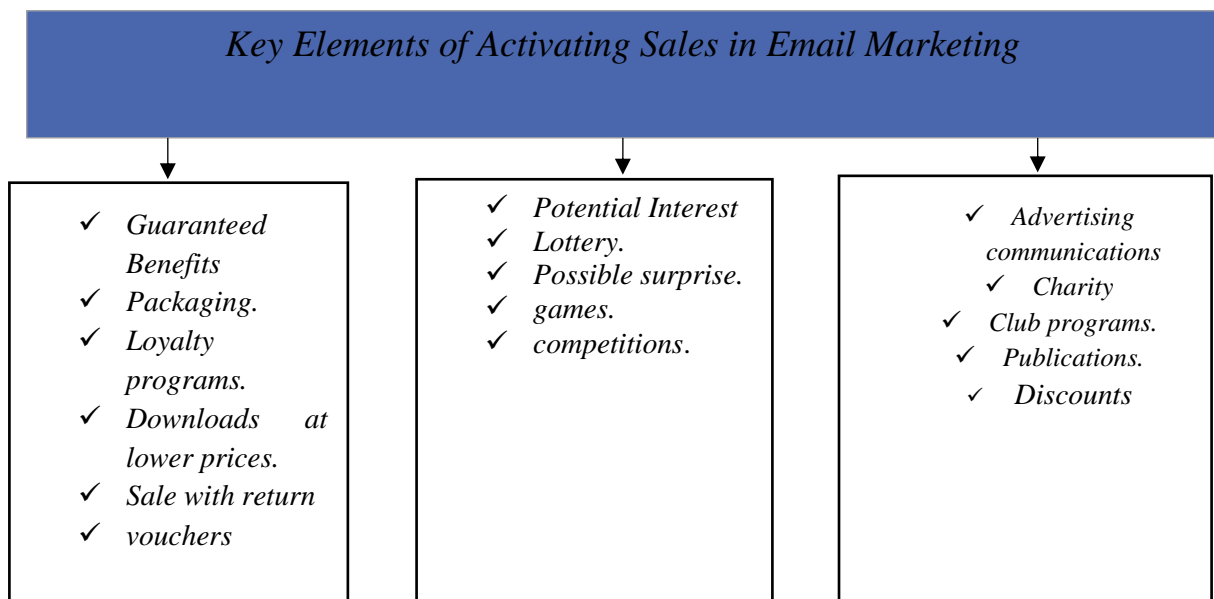 Key Elements of Activating Sales in Email Marketing
✓ Guaranteed
Benefits
✓ Packaging.
✓ Loyalty
programs.
✓ Downloads at
lower prices.
✓ Sale with return
✓ vouchers
✓ Potential Interest
✓ Lottery.
✓ Possible surprise.
✓ games.
✓ competitions.
✓ Advertising
communications
✓ Charity
✓ Club programs.
✓ Publications.
✓ Discounts